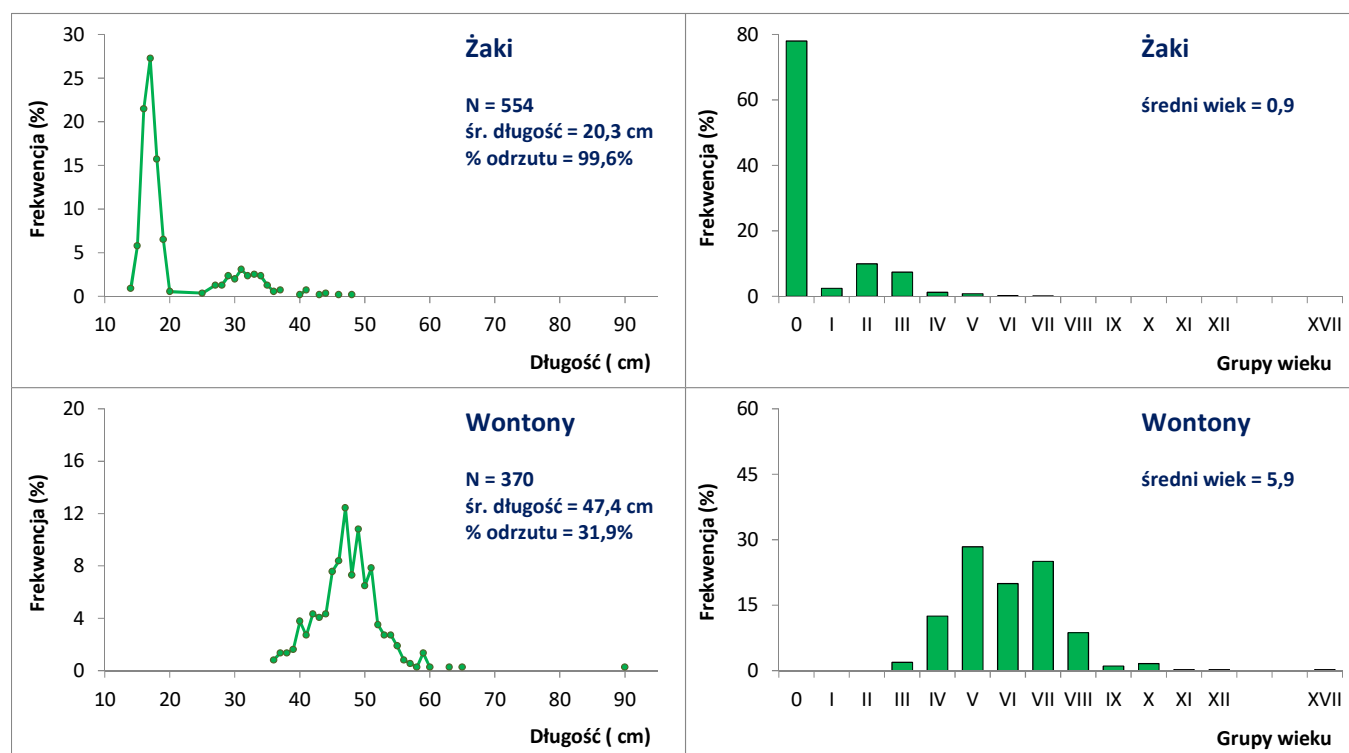 Żaki
N = 554
śr. długość = 20,3 cm
% odrzutu = 99,6%
Frekwencja (%)
30
25
20
15
10
5
0
10 20 30 40 50 60 70 80 90
Długość ( cm)
Żaki
średni wiek = 0,9
Frekwencja (%)
80
60
40
20
0
0 I II III IV V VI VII VIII IX X XI XII XVII
Grupy wieku
Wontony
N = 370
śr. długość = 47,4 cm
% odrzutu = 31,9%
Frekwencja (%)
20
16
12
8
4
0
10 20 30 40 50 60 70 80 90
Długość ( cm)
Wontony
średni wiek = 5,9
Frekwencja (%)
60
45
30
15
0
0 I II III IV V VI VII VIII IX X XI XII XVII
Grupy wieku